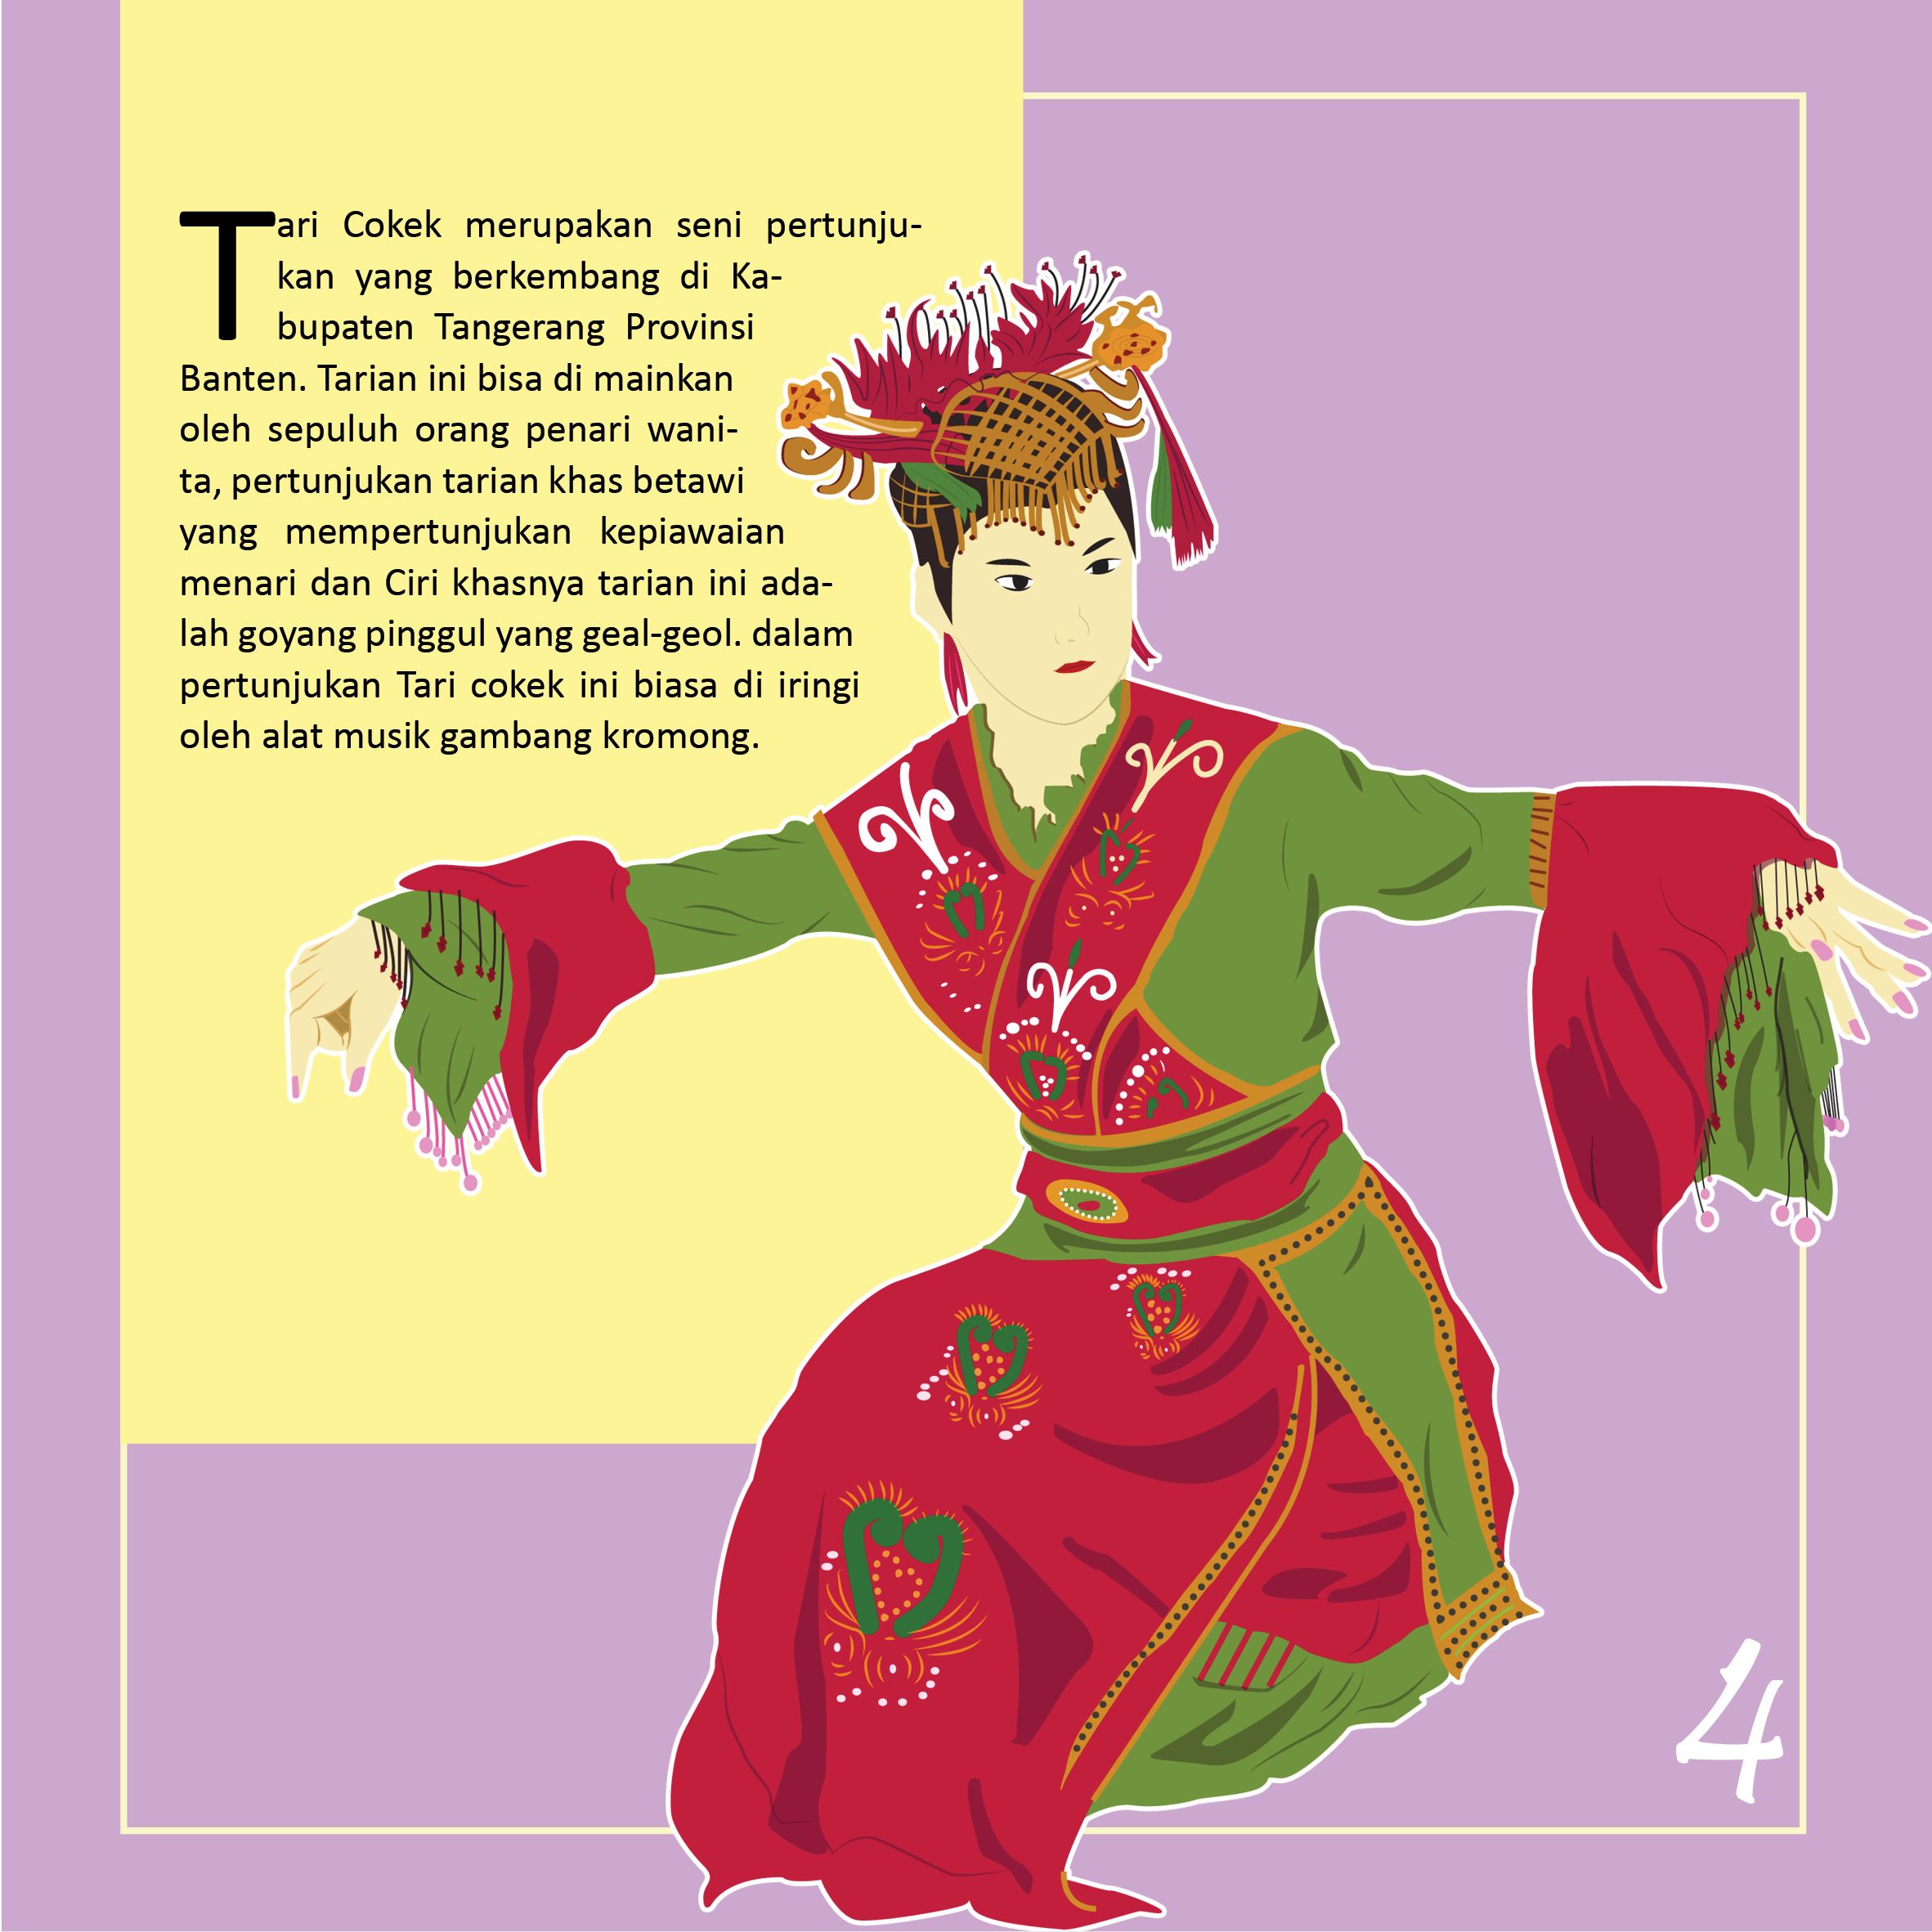 Tari Cokek merupakan seni pertunju-
kan yang berkembang di Ka-
bupaten Tangerang Provinsi
Banten. Tarian ini bisa di mainkan
oleh sepuluh orang penari wani-
ta, pertunjukan tarian khas betawi
yang mempertunjukan kepiawaian
menari dan Ciri khasnya tarian ini ada-
lah goyang pinggul yang geal-geol. dalam
pertunjukan Tari cokek ini biasa di iringi
oleh alat musik gambang kromong.
4